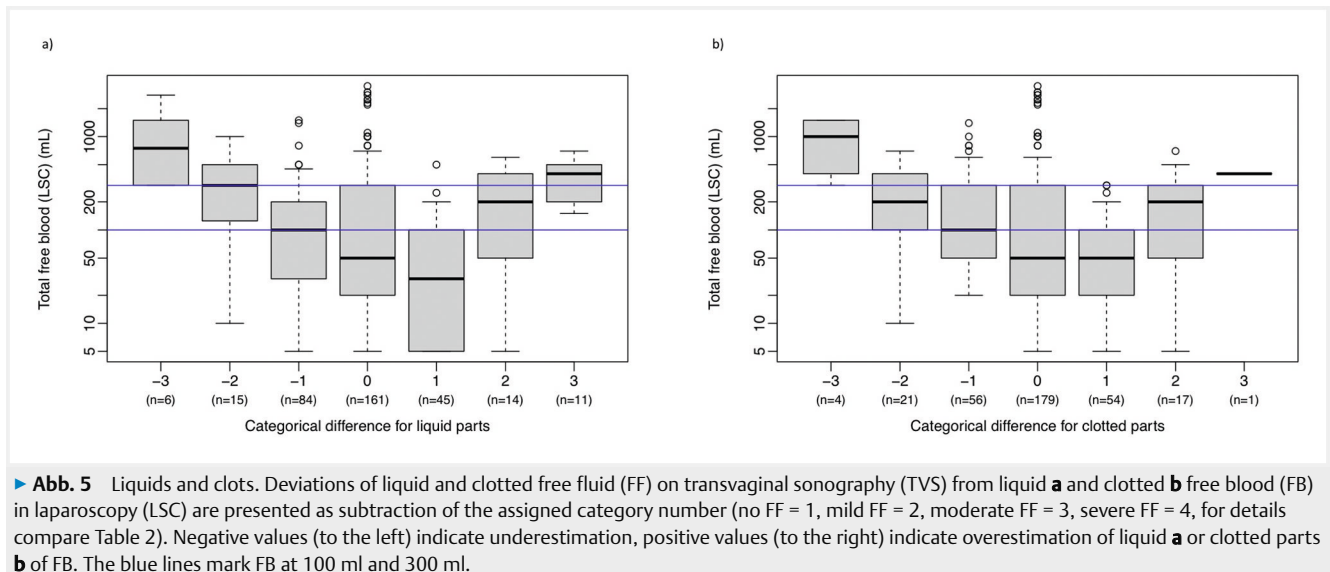 a)
Total free blood (LSC) (mL)
1000
200
50
10
5
−3 −2 −1 0 1 2 3
(n=6) (n=15) (n=84) (n=161) (n=45) (n=14) (n=11)
Categorical difference for liquid parts
b)
Total free blood (LSC) (mL)
1000
200
50
10
5
−3 −2 −1 0 1 2 3
(n=4) (n=21) (n=56) (n=179) (n=54) (n=17) (n=1)
Categorical difference for clotted parts
▶ Abb. 5 Liquids and clots. Deviations of liquid and clotted free fluid (FF) on transvaginal sonography (TVS) from liquid a and clotted b free blood (FB)
in laparoscopy (LSC) are presented as subtraction of the assigned category number (no FF = 1, mild FF = 2, moderate FF = 3, severe FF = 4, for details
compare Table 2). Negative values (to the left) indicate underestimation, positive values (to the right) indicate overestimation of liquid a or clotted parts
b of FB. The blue lines mark FB at 100 ml and 300 ml.